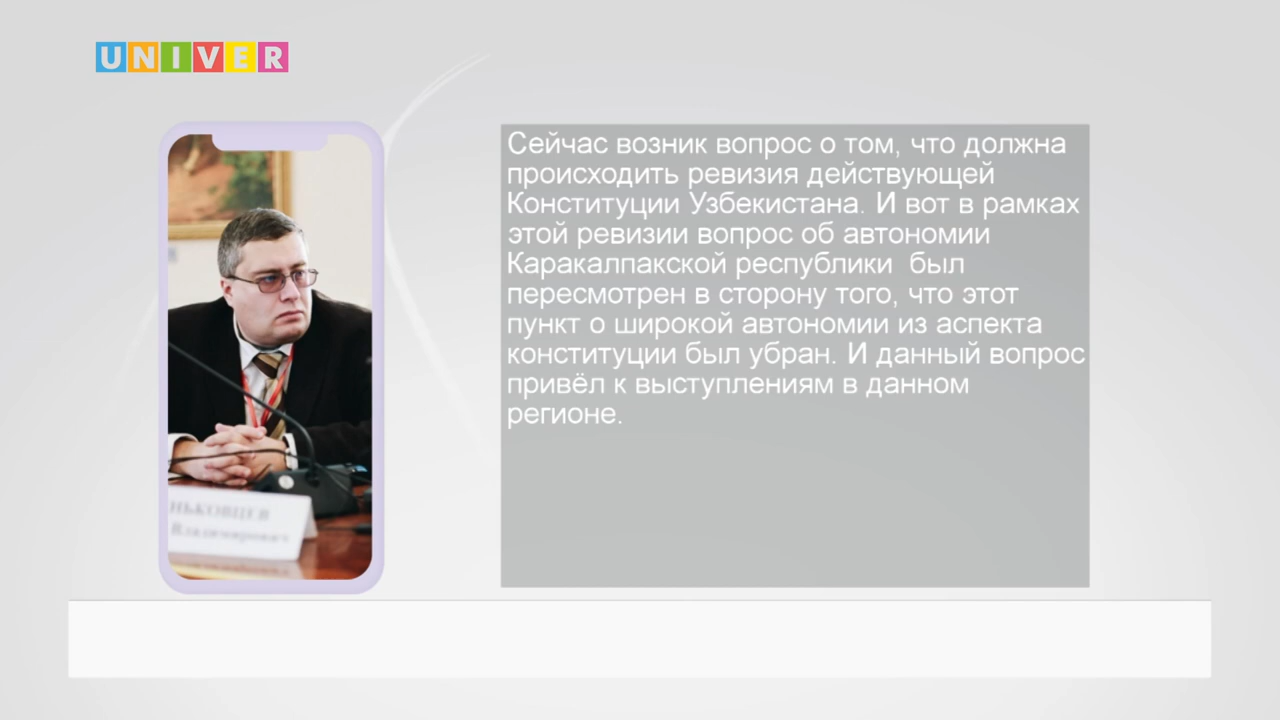 UNIVER
Сейчас возник вопрос о том, что должна
происходить ревизия действующей
Конституции Узбекистана. И вот в рамках
этой ревизии вопрос об автономии
Каракалпакской республики был
пересмотрен в сторону того, что этот
пункт о широкой автономии из аспекта
конституции был убран. И данный вопрос
привёл к выступлениям в данном
регионе.
НЬКОВЦЕВ
Владимирович